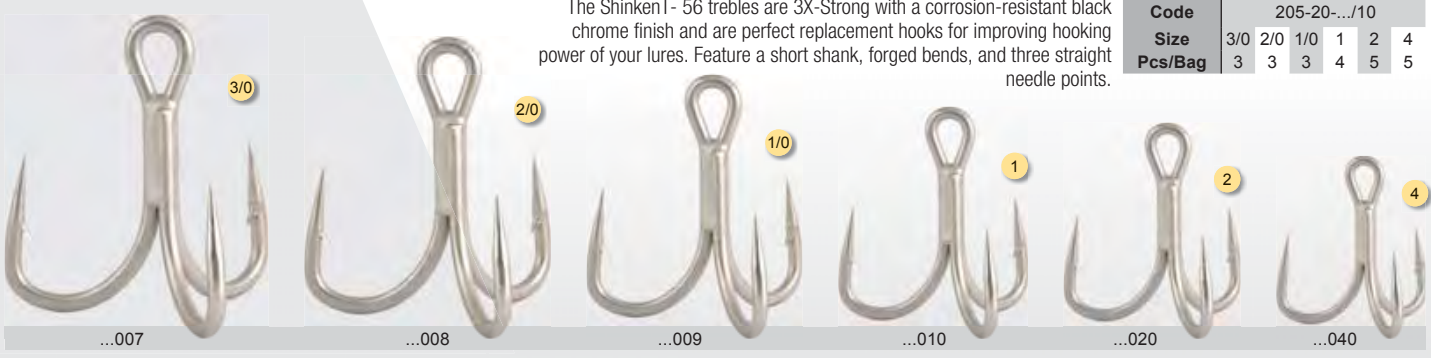 The ShinkenT- 56 trebles are 3X-Strong with a corrosion-resistant black
chrome finish and are perfect replacement hooks for improving hooking
power of your lures. Feature a short shank, forged bends, and three straight
needle points.
Code 205-20-.../10
Size 3/0 2/0 1/0 1 2 4
Pcs/Bag 3 3 3 4 5 5
3/0
2/0
1/0
1
2
4
...007
...008
...009
...010
...020
...040